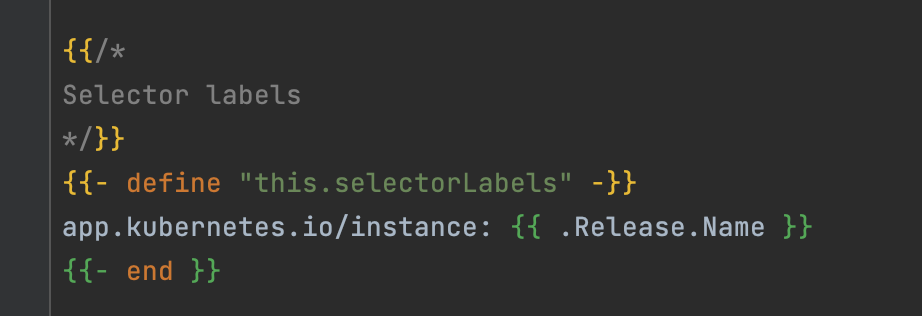 {{/*
Selector labels
*/}}
{{- define "this.selectorLabels" -}}
app.kubernetes.io/instance: {{ .Release.Name }}
{{- end }}